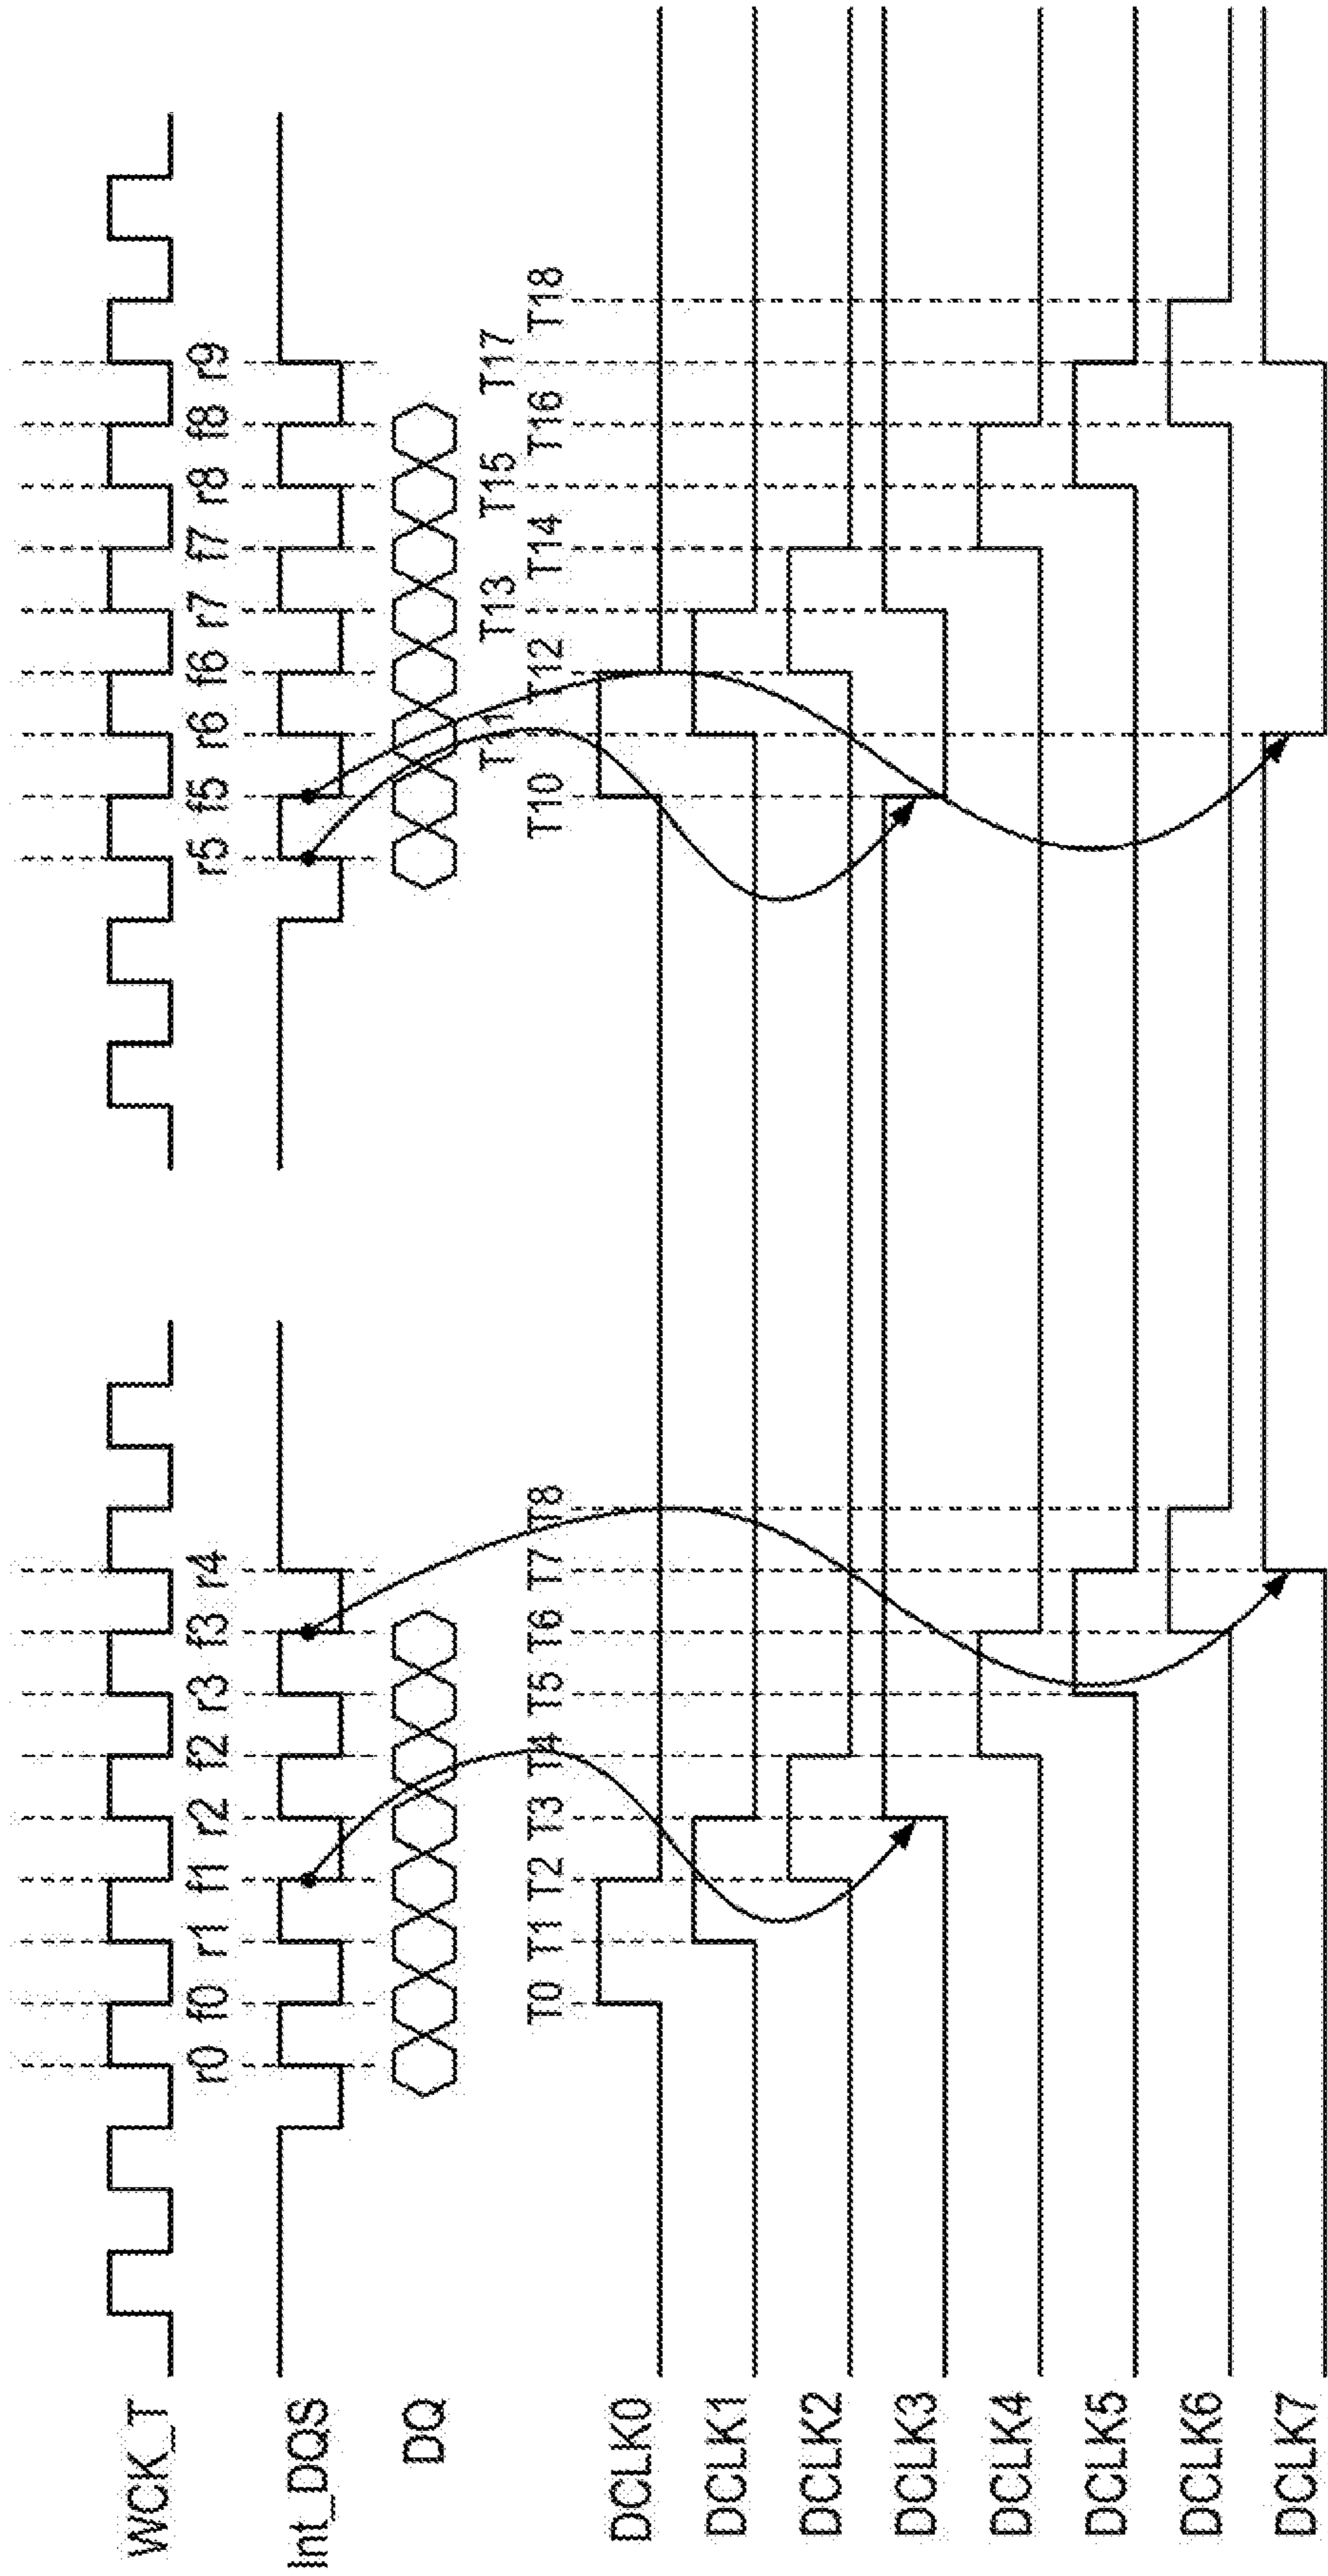 WCK_T
r0 f0 r1 f1 r2 f2 r3 f3 r4 r5 f5 r6 f6 r7 f7 r8 f8 r9
Int_DQS
DQ
T11 T13 T15 T17
T0 T1 T2 T3 T4 T5 T6 T7 T8 T10 T12 T14 T16 T18
DCLK0
DCLK1
DCLK2
DCLK3
DCLK4
DCLK5
DCLK6
DCLK7